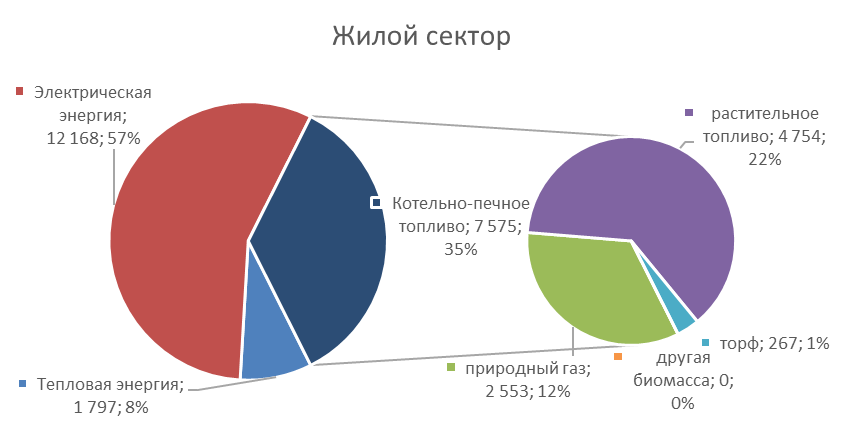 Жилой сектор
Электрическая
энергия;
12 168; 57%
Котельно-печное
топливо; 7 575;
35%
Тепловая энергия;
1 797; 8%
растительное
топливо; 4 754;
22%
торф; 267; 1%
другая
биомасса; 0;
0%
природный газ;
2 553; 12%